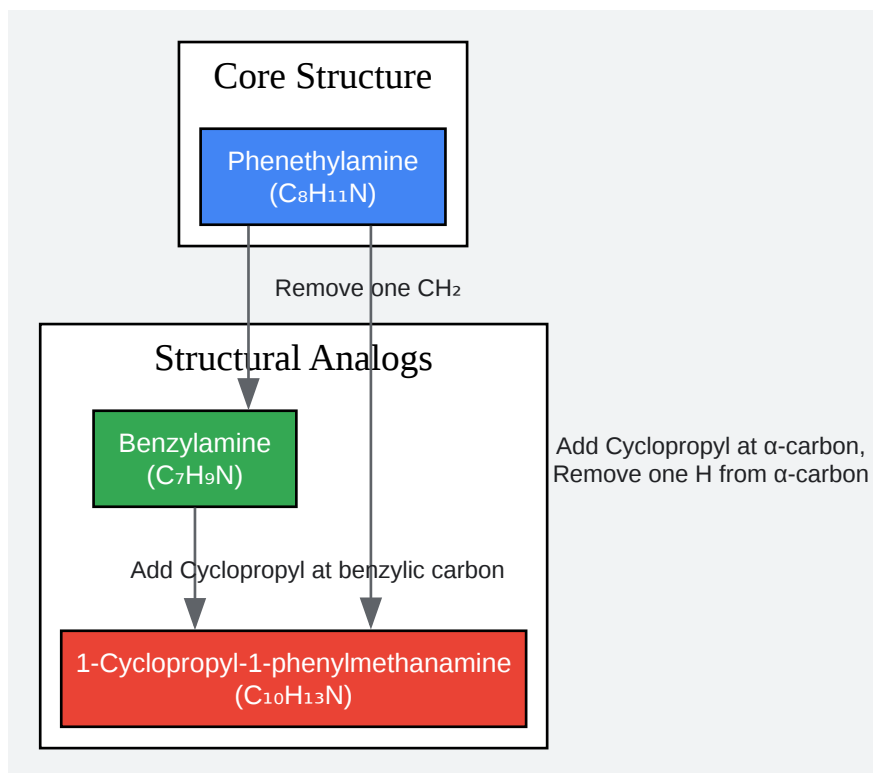 Core Structure
Phenethylamine
(C₈H₁₁N)
Remove one CH₂
Structural Analogs
Benzylamine
(C₇H₉N)
Add Cyclopropyl at α-carbon,
Remove one H from α-carbon
Add Cyclopropyl at benzylic carbon
1-Cyclopropyl-1-phenylmethanamine
(C₁₀H₁₃N)